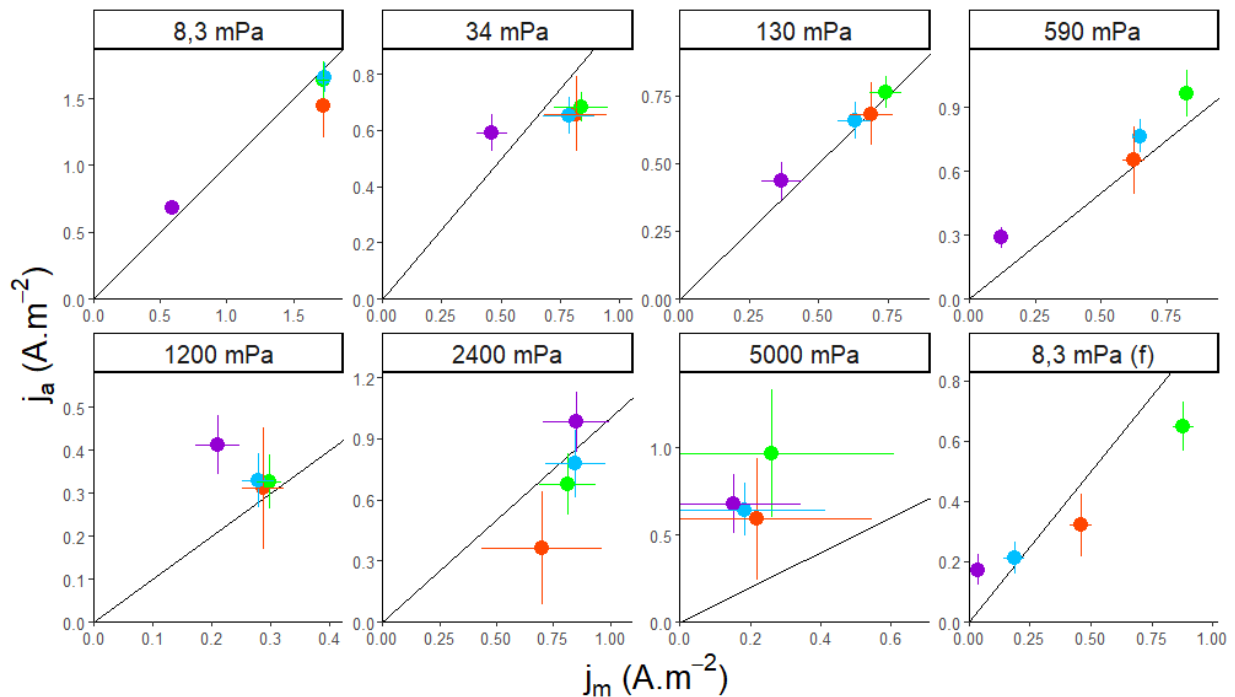 8,3 mPa 34 mPa 130 mPa 590 mPa
1.5 0.8 0.75 0.9
1.0 0.6 0.50 0.6
0.5 0.4 0.25 0.3
0.2
0.0 0.0 0.00 0.0
0.0 0.5 1.0 1.5 0.00 0.25 0.50 0.75 1.00 0.00 0.25 0.50 0.75 0.00 0.25 0.50 0.75
jₐ (A.m⁻²)
1200 mPa 2400 mPa 5000 mPa 8,3 mPa (f)
0.5 1.2 1.0 0.8
0.4 0.9 0.5 0.6
0.3 0.6 0.4
0.2 0.3 0.2
0.1
0.0 0.0 0.0 0.0
0.0 0.1 0.2 0.3 0.4 0.00 0.25 0.50 0.75 1.00 0.0 0.2 0.4 0.6 0.00 0.25 0.50 0.75 1.00
jₘ (A.m⁻²)